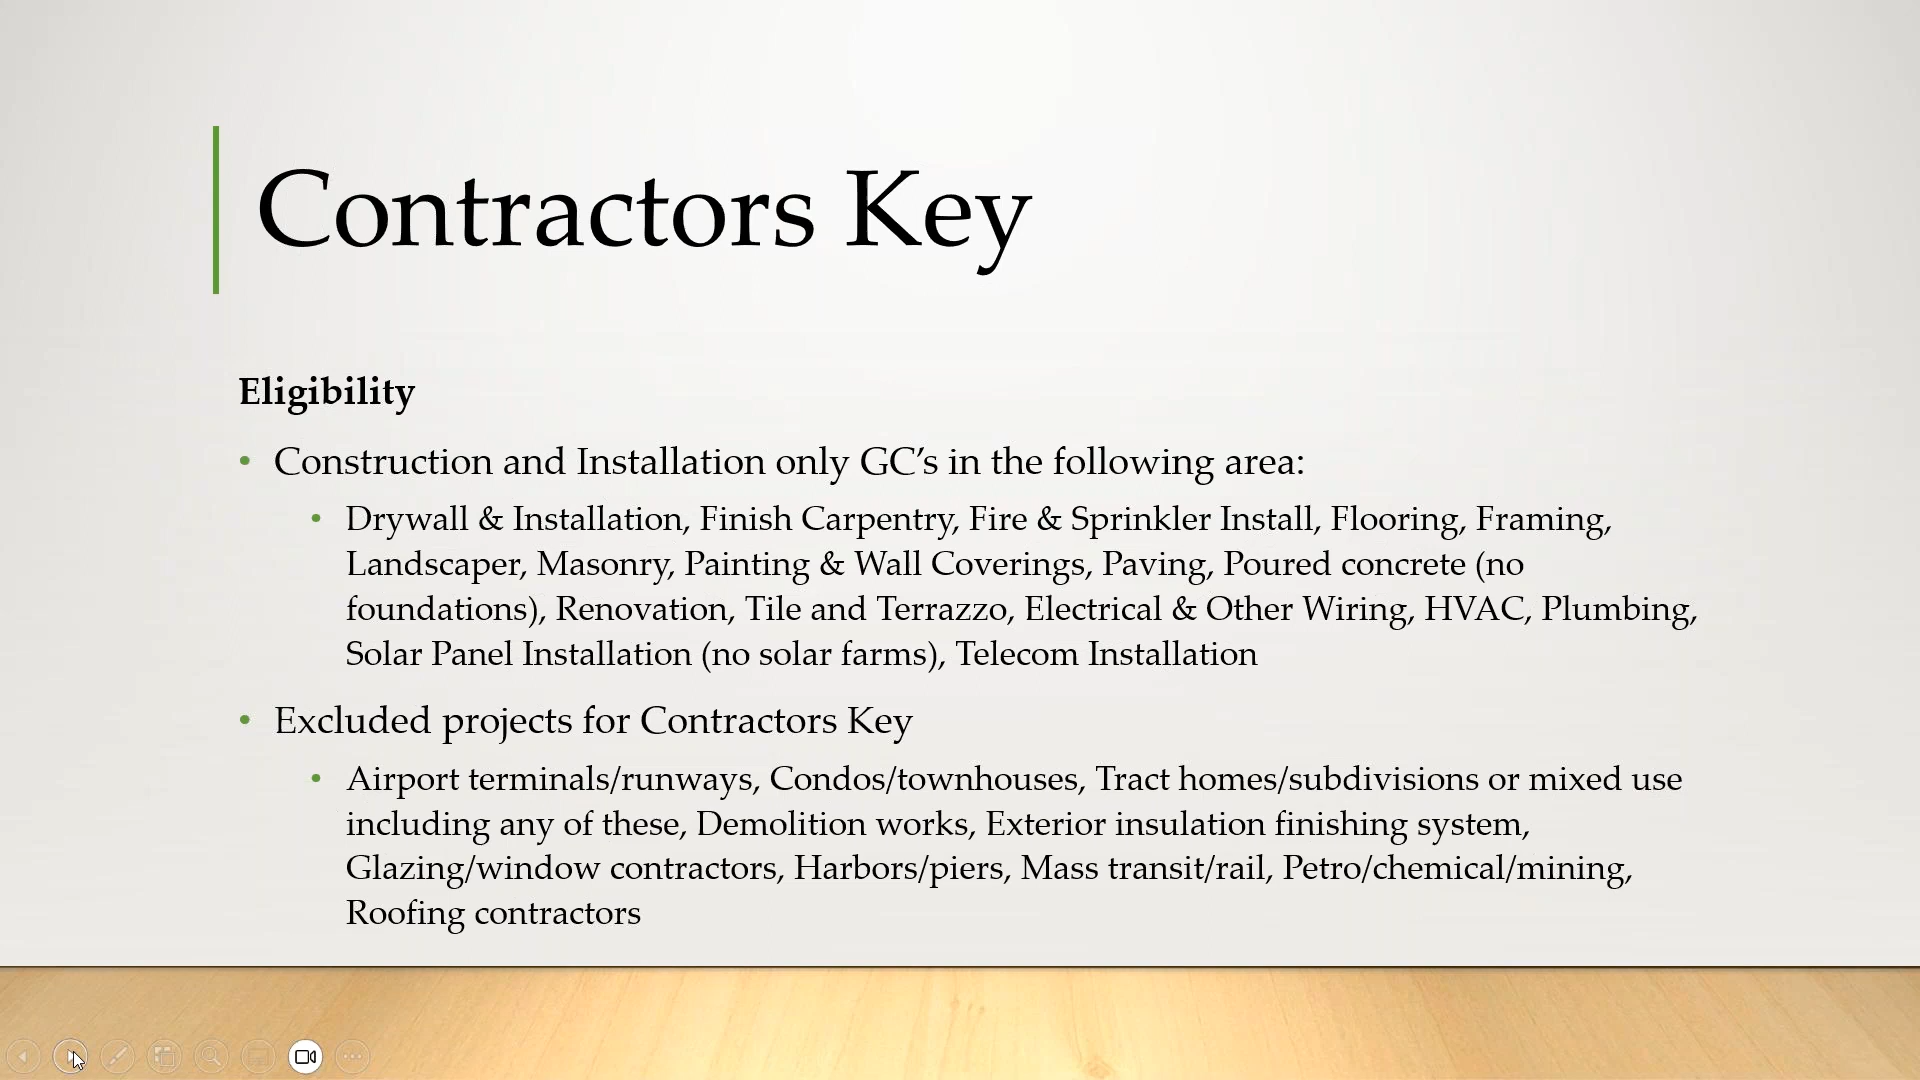 Contractors Key
Eligibility
• Construction and Installation only GC’s in the following area:
• Drywall & Installation, Finish Carpentry, Fire & Sprinkler Install, Flooring, Framing,
Landscaper, Masonry, Painting & Wall Coverings, Paving, Poured concrete (no
foundations), Renovation, Tile and Terrazzo, Electrical & Other Wiring, HVAC, Plumbing,
Solar Panel Installation (no solar farms), Telecom Installation
• Excluded projects for Contractors Key
• Airport terminals/runways, Condos/townhouses, Tract homes/subdivisions or mixed use
including any of these, Demolition works, Exterior insulation finishing system,
Glazing/window contractors, Harbors/piers, Mass transit/rail, Petro/chemical/mining,
Roofing contractors